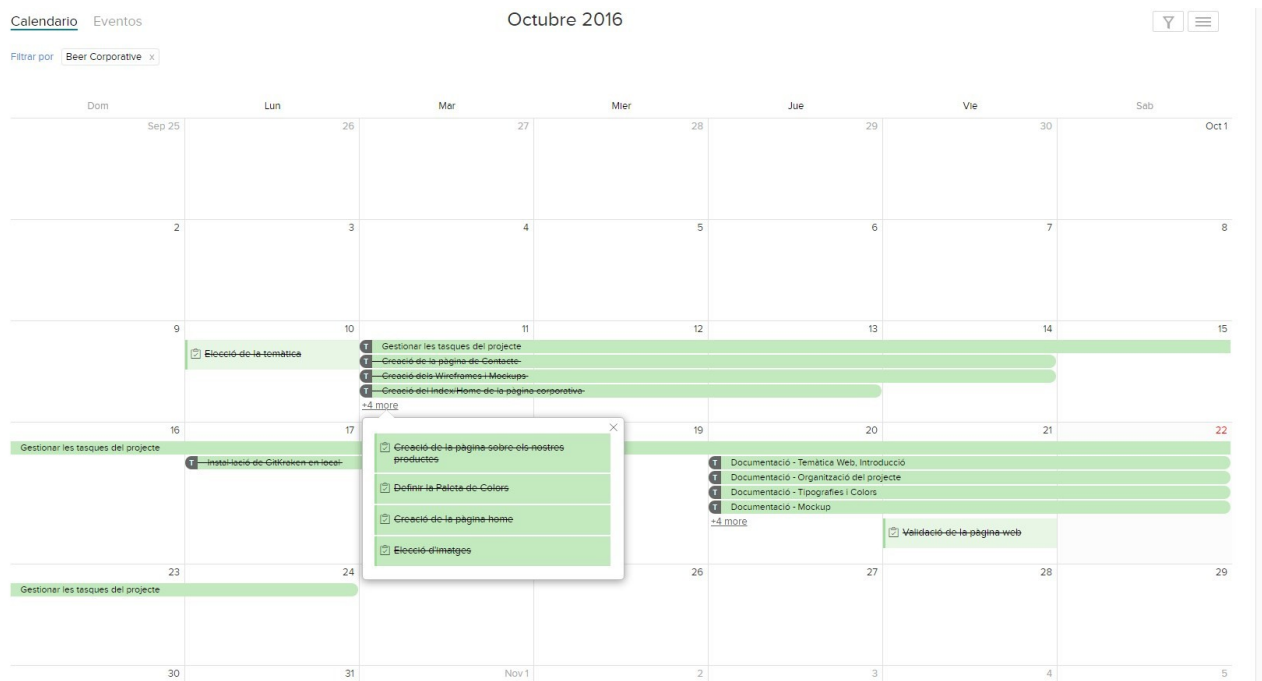 Calendario Eventos Octubre 2016
Filtrar por Beer Corporative x
Dom Lun Mar Mier Jue Vie Sab
Sep 25 26 27 28 29 30 Oct 1
2 3 4 5 6 7 8
9 10 11 12 13 14 15
Elecció de la temàtica
T Gestionar les tasques del projecte
T Creació de la pàgina de Contacte
T Creació dels Wireframes i Mockups
T Creació del Index/Home de la pàgina corporativa
+4 more
16 17 19 20 21 22
Gestionar les tasques del projecte
T Instal·lació de GitKraken en local
Creació de la pàgina sobre els nostres
productes
Definir la Paleta de Colors
Creació de la pàgina home
Elecció d'imatges
T Documentació - Temàtica Web, Introducció
T Documentació - Organització del projecte
T Documentació - Tipografies i Colors
T Documentació - Mockup
+4 more
Validació de la pàgina web
23 24 26 27 28 29
Gestionar les tasques del projecte
30 31 Nov 1 2 3 4 5